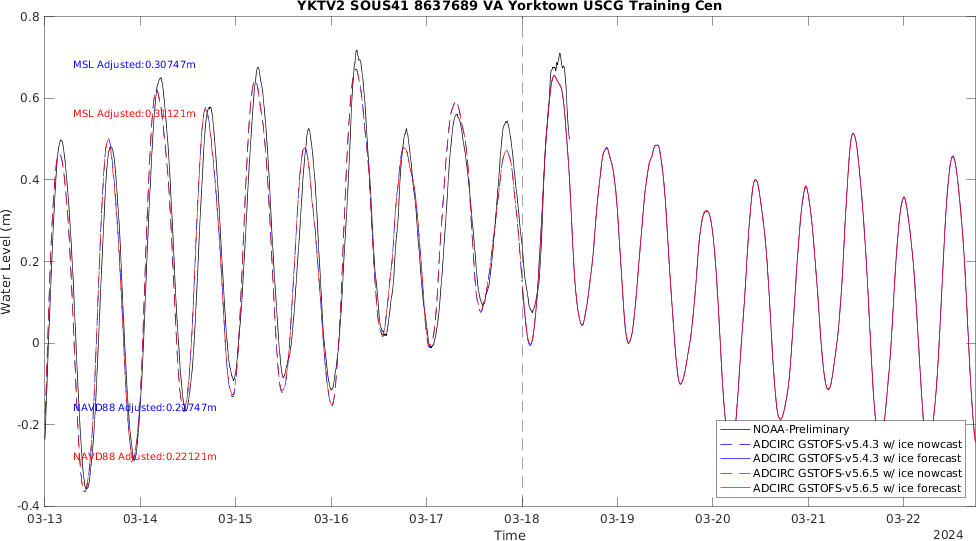 YKTV2 SOUS41 8637689 VA Yorktown USCG Training Cen
0.8
0.6
0.4
0.2
0
-0.2
-0.4
Water Level (m)
MSL Adjusted:0.30747m
MSL Adjusted:0.31121m
NAVD88 Adjusted:0.21747m
NAVD88 Adjusted:0.22121m
NOAA-Preliminary
ADCIRC GSTOFS-v5.4.3 w/ ice nowcast
ADCIRC GSTOFS-v5.4.3 w/ ice forecast
ADCIRC GSTOFS-v5.6.5 w/ ice nowcast
ADCIRC GSTOFS-v5.6.5 w/ ice forecast
03-13 03-14 03-15 03-16 03-17 03-18 03-19 03-20 03-21 03-22
Time
2024